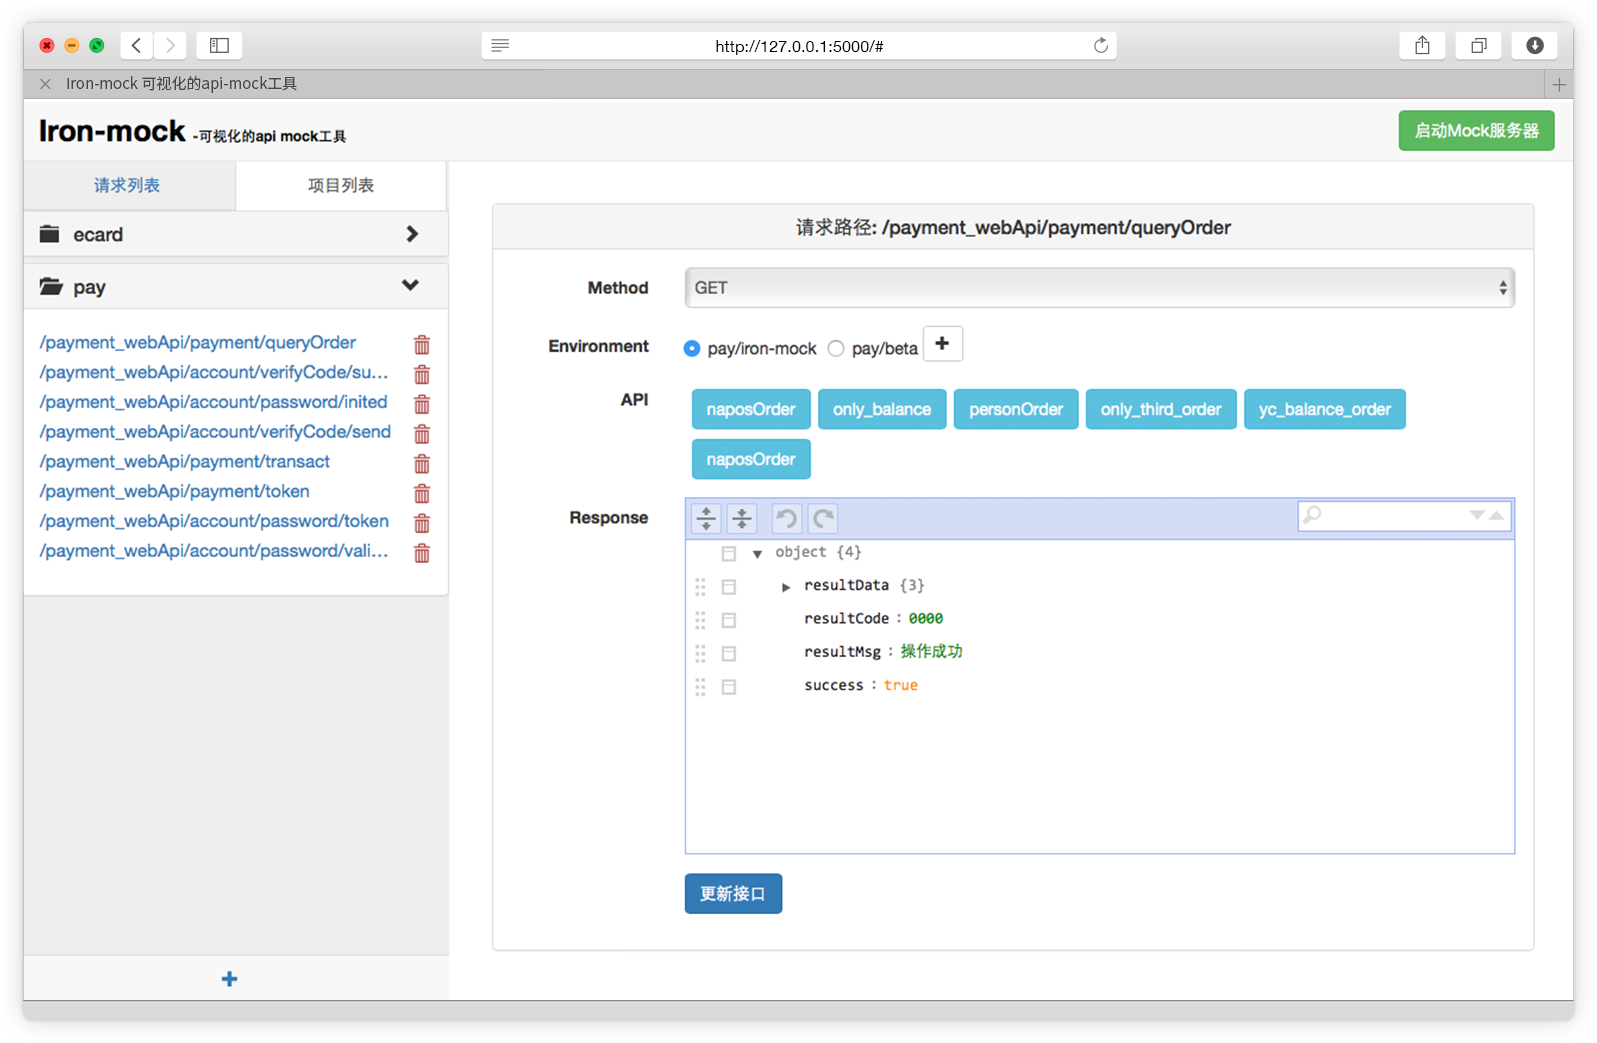 http://127.0.0.1:5000/#
Iron-mock 可视化的api-mock工具
Iron-mock -可视化的api mock工具
启动Mock服务器
请求列表
项目列表
ecard
pay
/payment_webApi/payment/queryOrder
/payment_webApi/account/verifyCode/su...
/payment_webApi/account/password/inited
/payment_webApi/account/verifyCode/send
/payment_webApi/payment/transact
/payment_webApi/payment/token
/payment_webApi/account/password/token
/payment_webApi/account/password/vali...
请求路径: /payment_webApi/payment/queryOrder
Method
GET
Environment
pay/iron-mock
pay/beta
API
naposOrder
only_balance
personOrder
only_third_order
yc_balance_order
naposOrder
Response
object {4}
resultData {3}
resultCode : 0000
resultMsg : 操作成功
success : true
更新接口